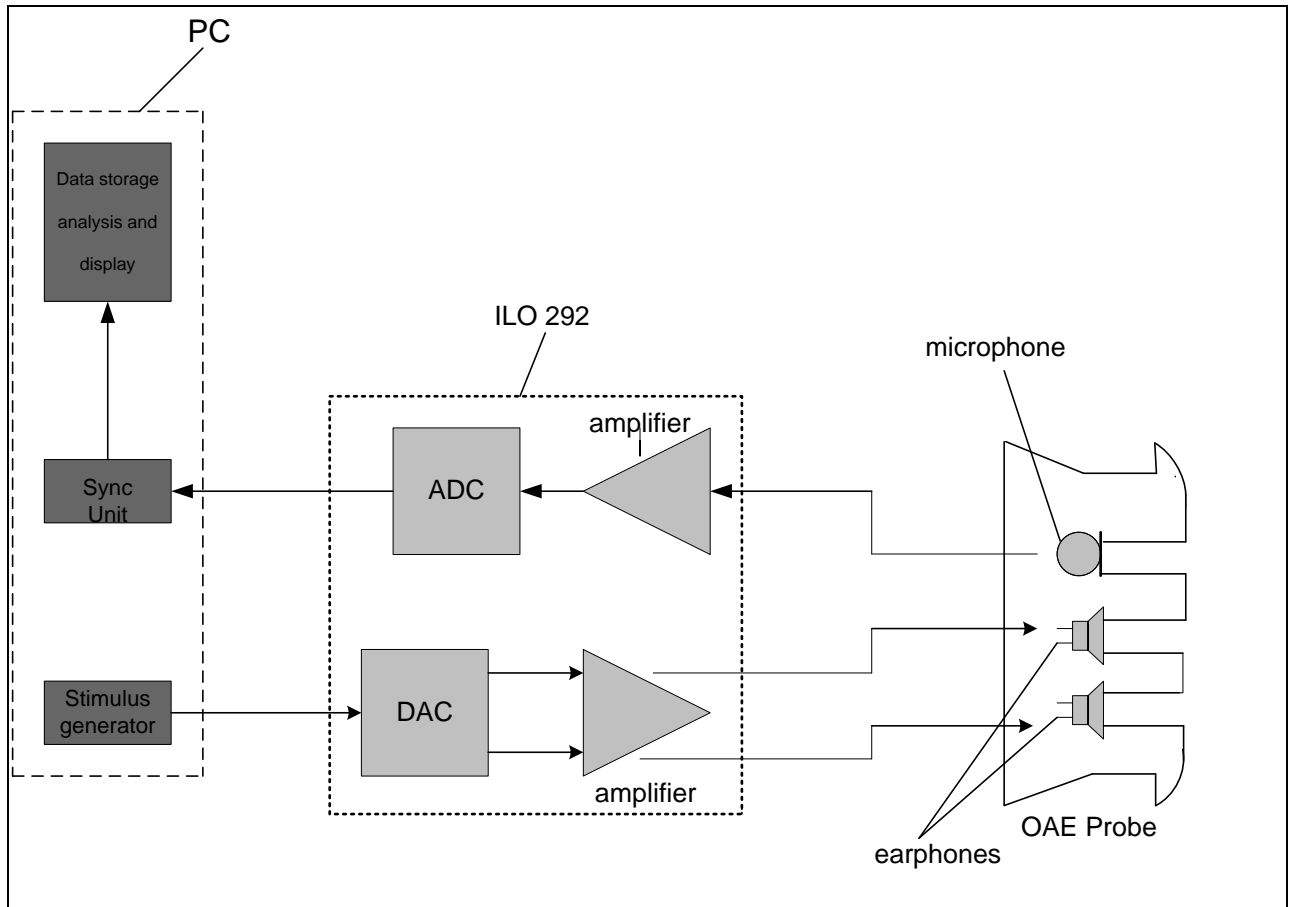 PC
Data storage
analysis and
display
ILO 292
microphone
amplifier
ADC
Sync
Unit
Stimulus
generator
DAC
amplifier
OAE Probe
earphones